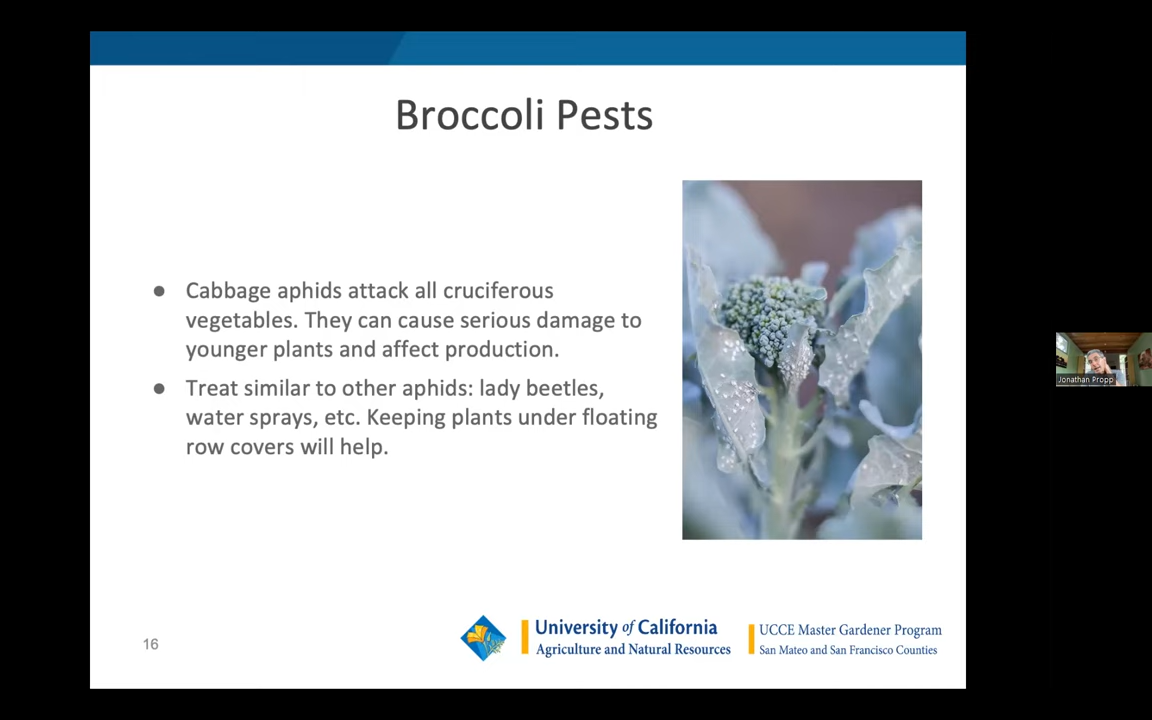 Broccoli Pests
● Cabbage aphids attack all cruciferous
vegetables. They can cause serious damage to
younger plants and affect production.
● Treat similar to other aphids: lady beetles,
water sprays, etc. Keeping plants under floating
row covers will help.
Jonathan Propp
16
University of California
Agriculture and Natural Resources
UCCE Master Gardener Program
San Mateo and San Francisco Counties